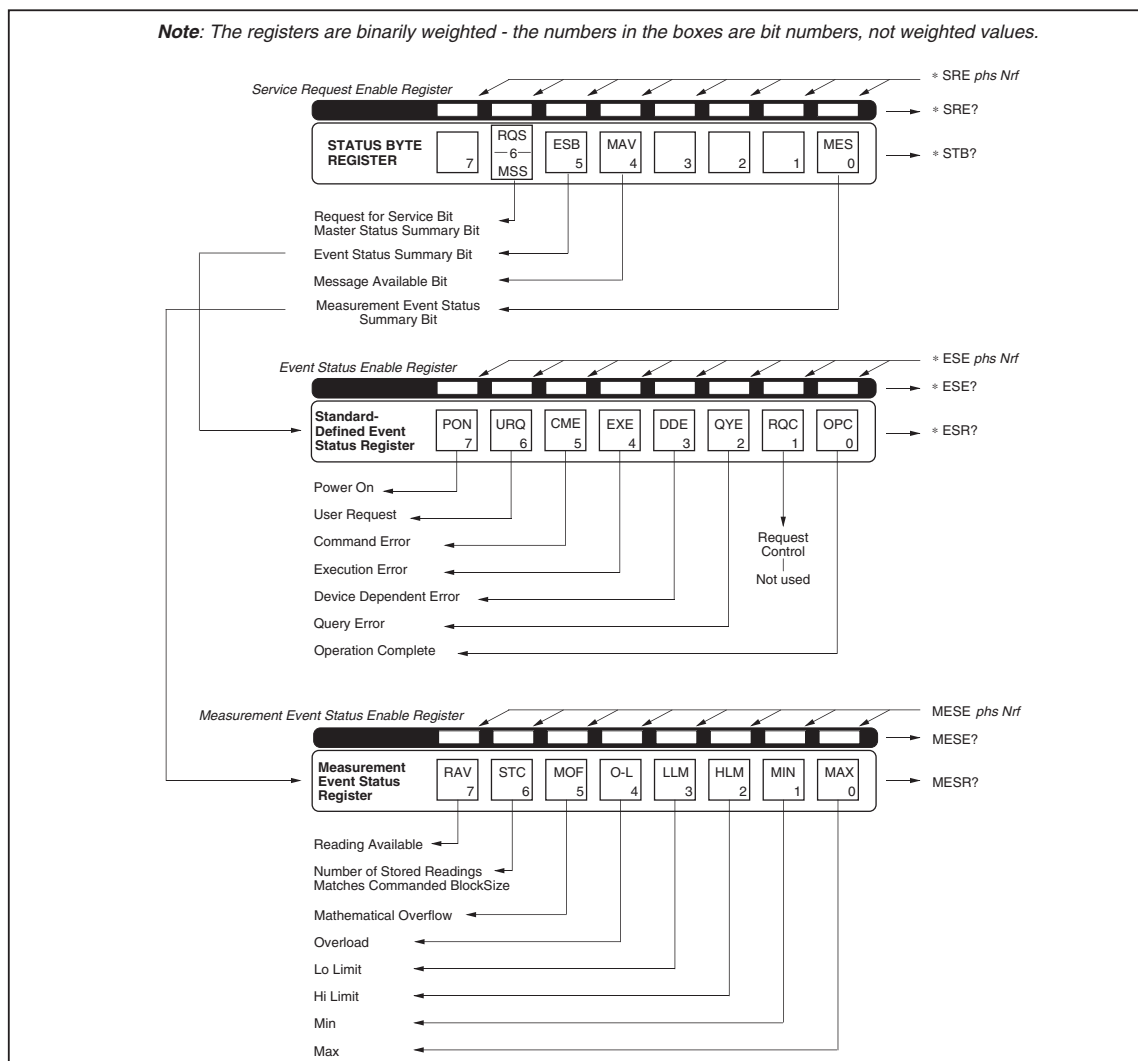 Note: The registers are binarily weighted - the numbers in the boxes are bit numbers, not weighted values.
∗ SRE phs Nrf
Service Request Enable Register
∗ SRE?
STATUS BYTE
REGISTER
7
RQS
6
MSS
ESB
5
MAV
4
3
2
1
MES
0
∗ STB?
Request for Service Bit
Master Status Summary Bit
Event Status Summary Bit
Message Available Bit
Measurement Event Status
Summary Bit
∗ ESE phs Nrf
Event Status Enable Register
∗ ESE?
Standard-
Defined Event
Status Register
PON
7
URQ
6
CME
5
EXE
4
DDE
3
QYE
2
RQC
1
OPC
0
∗ ESR?
Power On
User Request
Command Error
Execution Error
Device Dependent Error
Query Error
Operation Complete
Request
Control
Not used
MESE phs Nrf
Measurement Event Status Enable Register
MESE?
Measurement
Event Status
Register
RAV
7
STC
6
MOF
5
O-L
4
LLM
3
HLM
2
MIN
1
MAX
0
MESR?
Reading Available
Number of Stored Readings
Matches Commanded BlockSize
Mathematical Overflow
Overload
Lo Limit
Hi Limit
Min
Max